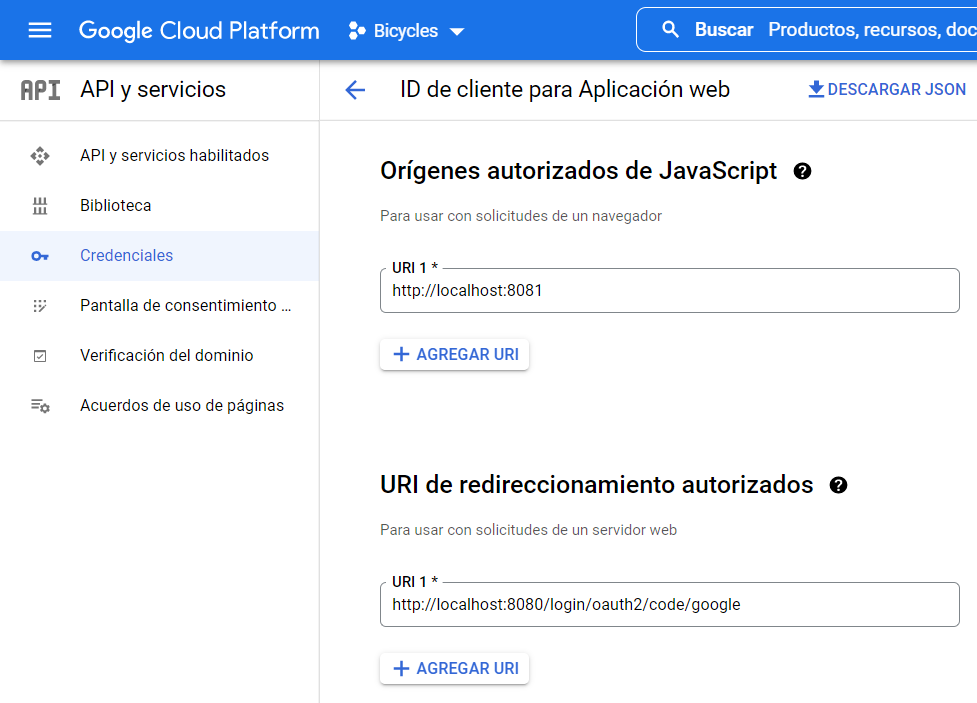 Google Cloud Platform
Bicycles
Buscar Productos, recursos, doc
API API y servicios
ID de cliente para Aplicación web
DESCARGAR JSON
API y servicios habilitados
Biblioteca
Credenciales
Pantalla de consentimiento ...
Verificación del dominio
Acuerdos de uso de páginas
Orígenes autorizados de JavaScript ?
Para usar con solicitudes de un navegador
URI 1 *
http://localhost:8081
+ AGREGAR URI
URI de redireccionamiento autorizados ?
Para usar con solicitudes de un servidor web
URI 1 *
http://localhost:8080/login/oauth2/code/google
+ AGREGAR URI